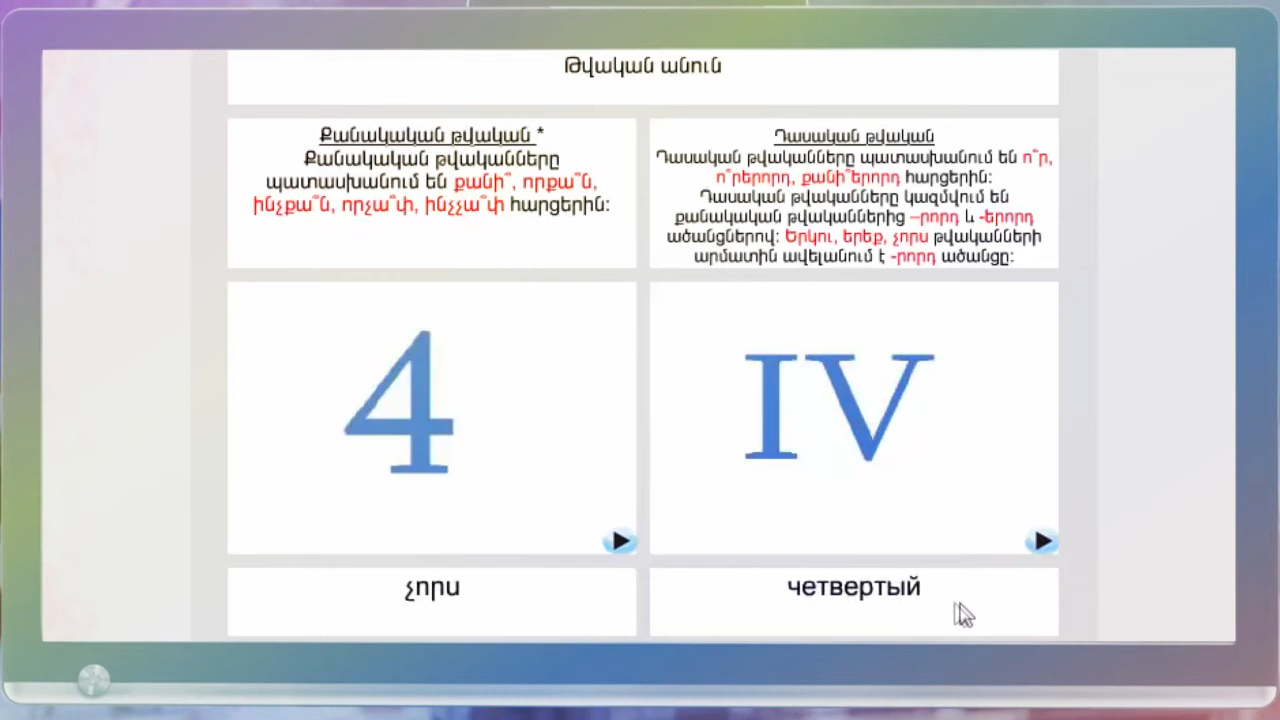 Թվական անուն
Քանակական թվական *
Քանակական թվականները
պատասխանում են քանի՞, որքա՞ն,
ինչքա՞ն, որչա՞փ, ինչչա՞փ հարցերին:
Դասական թվական
Դասական թվականները պատասխանում են ո՞ր,
ո՞րերորդ, քանի՞երորդ հարցերին:
Դասական թվականները կազմվում են
քանակական թվականներից –րորդ և -երորդ
ածանցներով: Երկու, երեք, չորս թվականների
արմատին ավելանում է -րորդ ածանցը:
4
IV
չորս
четвертый